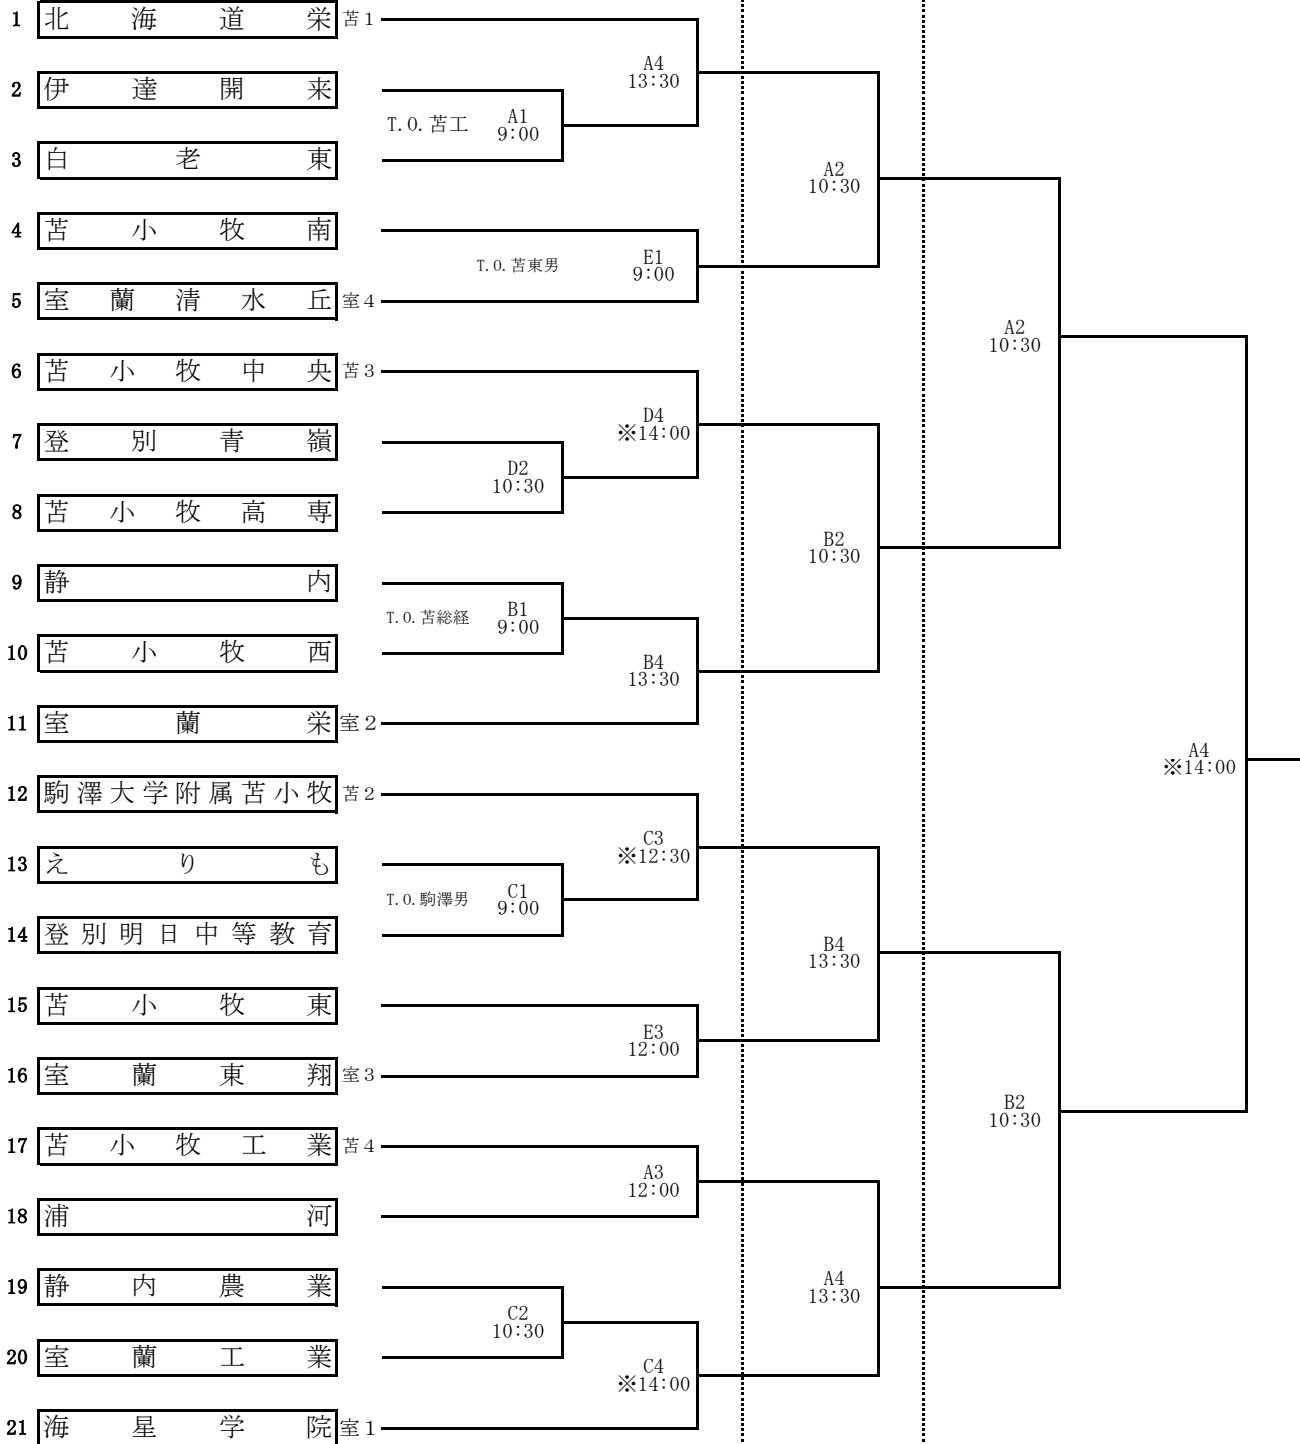 1 北海道栄 苫1
A4
13:30
2 伊達開来
T.O.苫工 A1
9:00
3 白老東
A2
10:30
4 苫小牧南
T.O.苫東男 E1
9:00
5 室蘭清水丘 室4
A2
10:30
6 苫小牧中央 苫3
D4
※14:00
7 登別青嶺
D2
10:30
8 苫小牧高専
B2
10:30
9 静内
T.O.苫総経 B1
9:00
10 苫小牧西
B4
13:30
11 室蘭栄 室2
A4
※14:00
12 駒澤大学附属苫小牧 苫2
C3
※12:30
13 えりも
T.O.駒澤男 C1
9:00
14 登別明日中等教育
B4
13:30
15 苫小牧東
E3
12:00
16 室蘭東翔 室3
B2
10:30
17 苫小牧工業 苫4
A3
12:00
18 浦河
19 静内農業
A4
13:30
C2
10:30
20 室蘭工業
C4
※14:00
21 海星学院 室1